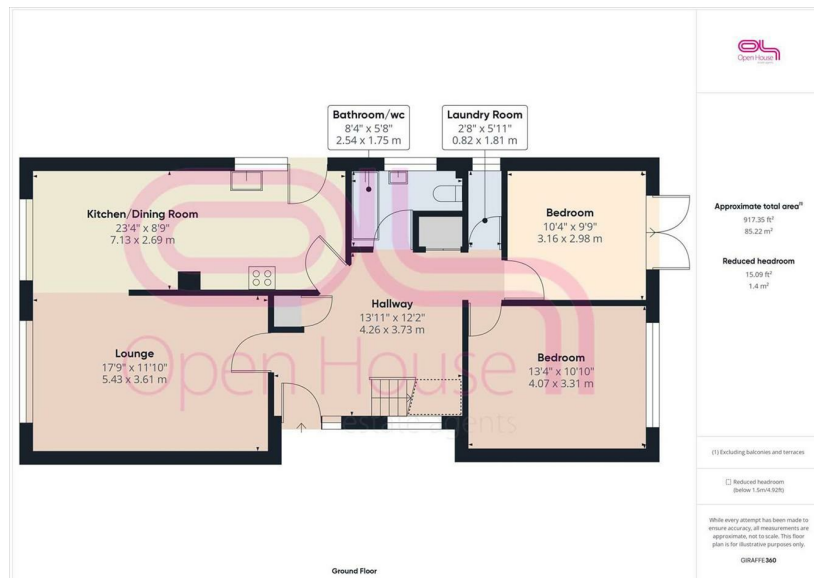 Bathroom/wc
8'4" x 5'8"
2.54 x 1.75 m
Laundry Room
2'8" x 5'11"
0.82 x 1.81 m
Kitchen/Dining Room
23'4" x 8'9"
7.13 x 2.69 m
Bedroom
10'4" x 9'9"
3.16 x 2.98 m
Hallway
13'11" x 12'2"
4.26 x 3.73 m
Lounge
17'9" x 11'10"
5.43 x 3.61 m
Bedroom
13'4" x 10'10"
4.07 x 3.31 m
Open House
estate agents
Ground Floor
Open House
Approximate total area(1)
917.35 ft²
85.22 m²
Reduced headroom
15.09 ft²
1.4 m²
(1) Excluding balconies and terraces
Reduced headroom
(below 1.5m/4.92ft)
While every attempt has been made to
ensure accuracy, all measurements are
approximate, not to scale. This floor
plan is for illustrative purposes only.
GIRAFFE360